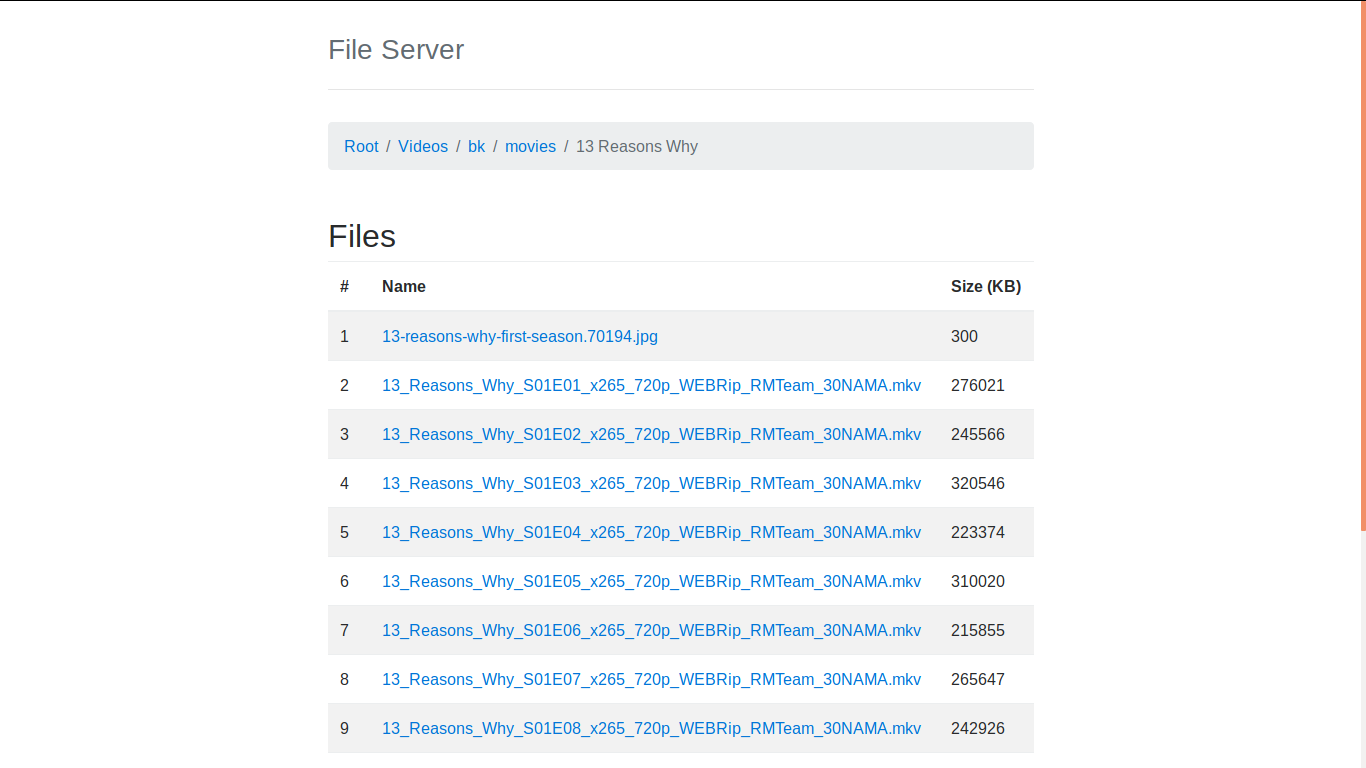 File Server
Root / Videos / bk / movies / 13 Reasons Why
Files
# Name Size (KB)
1 13-reasons-why-first-season.70194.jpg 300
2 13_Reasons_Why_S01E01_x265_720p_WEBRip_RMTeam_30NAMA.mkv 276021
3 13_Reasons_Why_S01E02_x265_720p_WEBRip_RMTeam_30NAMA.mkv 245566
4 13_Reasons_Why_S01E03_x265_720p_WEBRip_RMTeam_30NAMA.mkv 320546
5 13_Reasons_Why_S01E04_x265_720p_WEBRip_RMTeam_30NAMA.mkv 223374
6 13_Reasons_Why_S01E05_x265_720p_WEBRip_RMTeam_30NAMA.mkv 310020
7 13_Reasons_Why_S01E06_x265_720p_WEBRip_RMTeam_30NAMA.mkv 215855
8 13_Reasons_Why_S01E07_x265_720p_WEBRip_RMTeam_30NAMA.mkv 265647
9 13_Reasons_Why_S01E08_x265_720p_WEBRip_RMTeam_30NAMA.mkv 242926